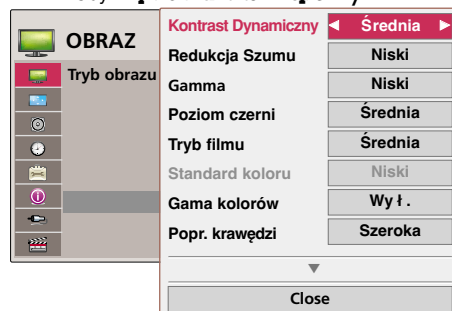 OBRAZ
Tryb obrazu
Kontrast Dynamiczny ◄ Średnia ►
Redukcja Szumu Niski
Gamma Niski
Poziom czerni Średnia
Tryb filmu Średnia
Standard koloru Niski
Gama kolorów Wy ł .
Popr. krawędzi Szeroka
▼
Close